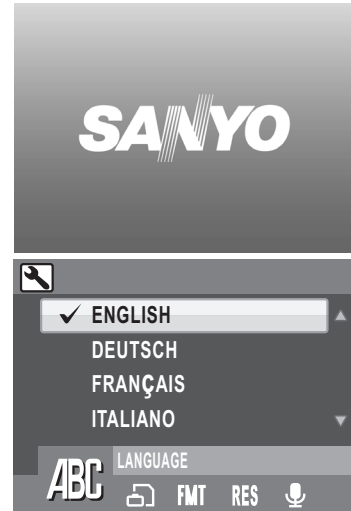 SANYO
ENGLISH
DEUTSCH
FRANÇAIS
ITALIANO
LANGUAGE
ABC
FMT RES